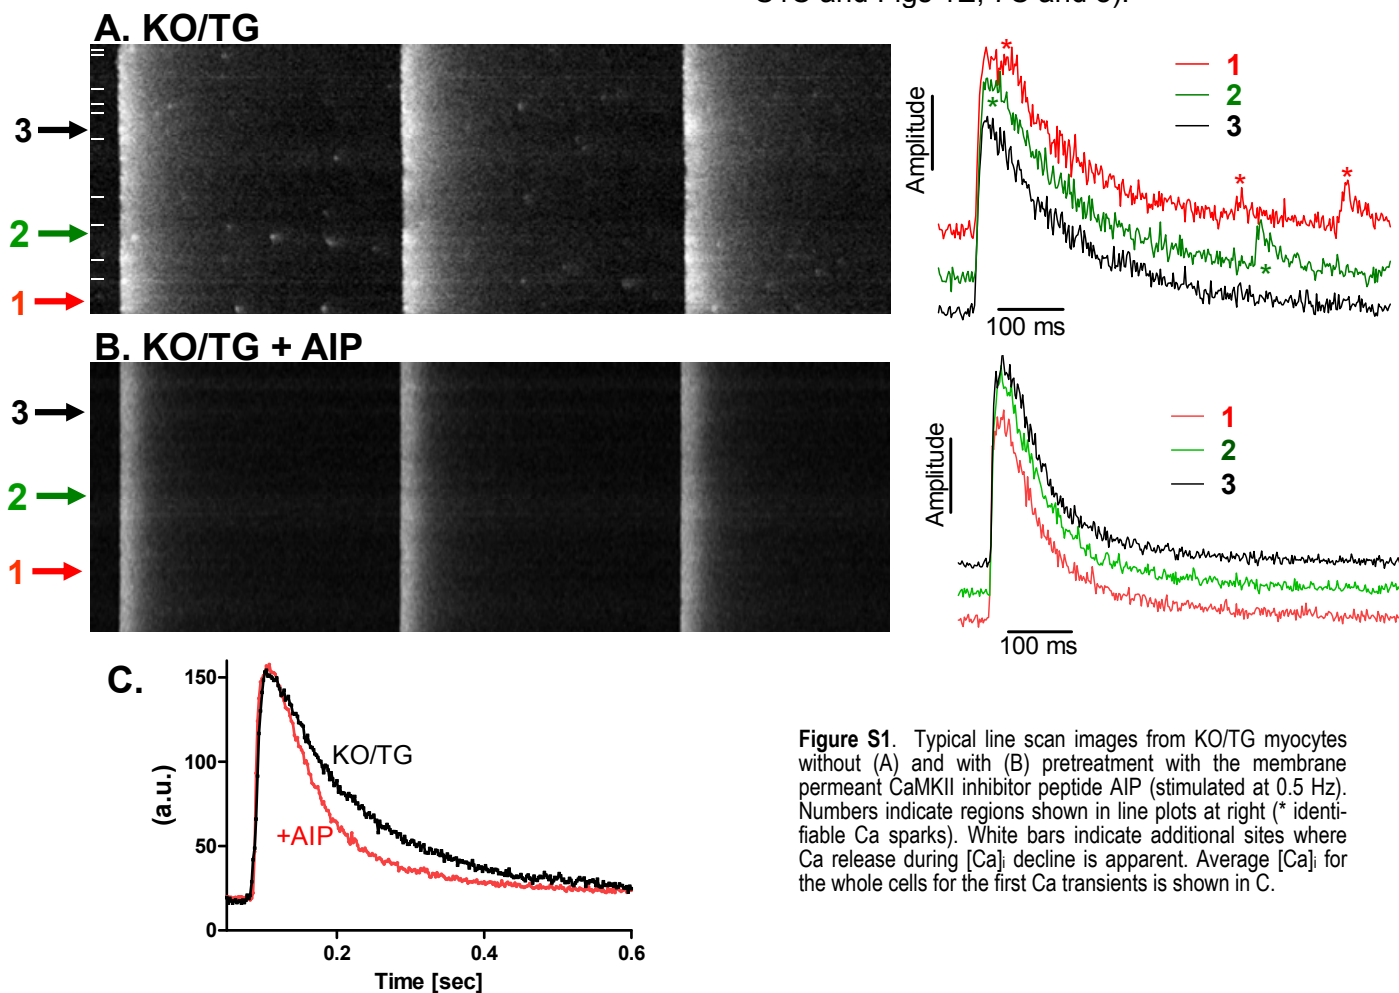 A. KO/TG
3
2
1
Amplitude
1
2
3
*
*
*
*
*
100 ms
B. KO/TG + AIP
3
2
1
Amplitude
1
2
3
100 ms
C.
(a.u.)
150
100
50
0
KO/TG
+AIP
0.2
0.4
0.6
Time [sec]
Figure S1. Typical line scan images from KO/TG myocytes
without (A) and with (B) pretreatment with the membrane
permeant CaMKII inhibitor peptide AIP (stimulated at 0.5 Hz).
Numbers indicate regions shown in line plots at right (* identi-
fiable Ca sparks). White bars indicate additional sites where
Ca release during [Ca]i decline is apparent. Average [Ca]i for
the whole cells for the first Ca transients is shown in C.